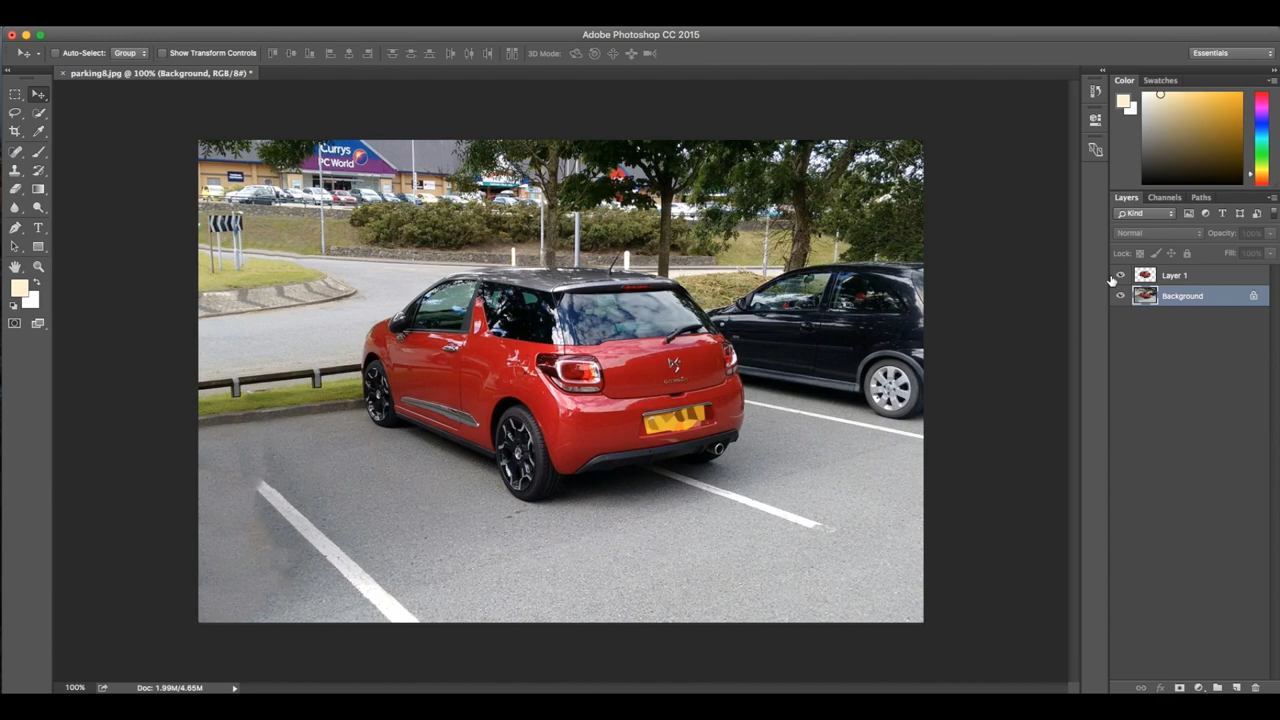 Adobe Photoshop CC 2015
Auto-Select: Group Show Transform Controls 3D Mode: Essentials
× parking8.jpg @ 100% (Background, RGB/8#) *
Color Swatches
Currys
PC World
Layers Channels Paths
Kind
Normal Opacity: 100%
Lock: Fill: 100%
Layer 1
Background
100% Doc: 1.99M/4.65M